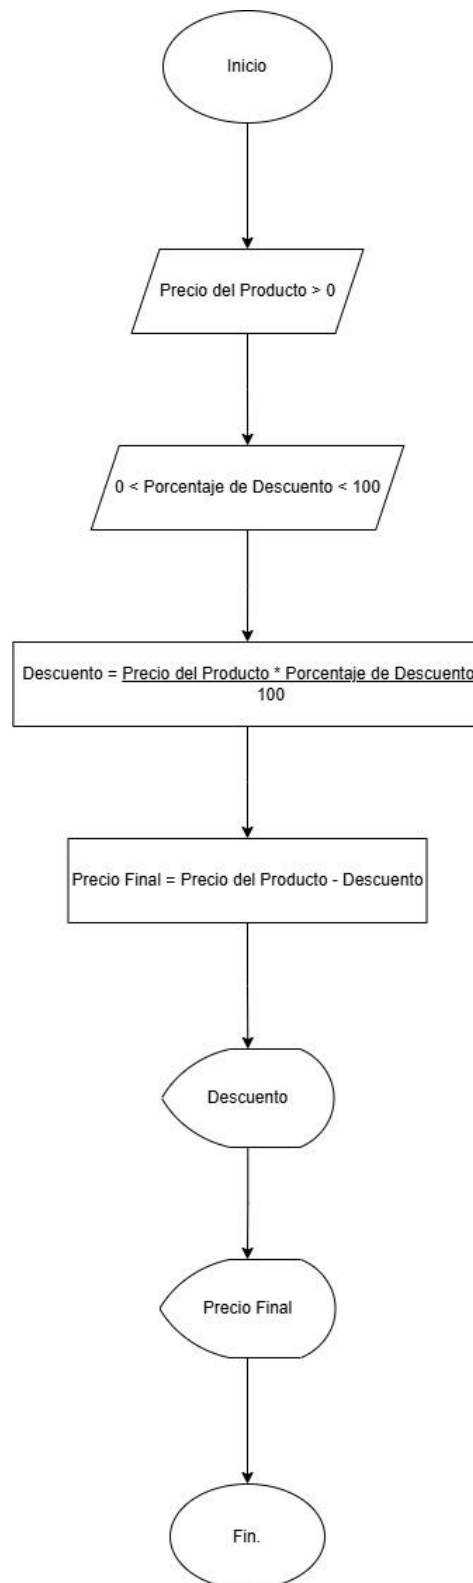 Inicio
Precio del Producto > 0
0 < Porcentaje de Descuento < 100
Descuento = Precio del Producto * Porcentaje de Descuento
100
Precio Final = Precio del Producto - Descuento
Descuento
Precio Final
Fin.